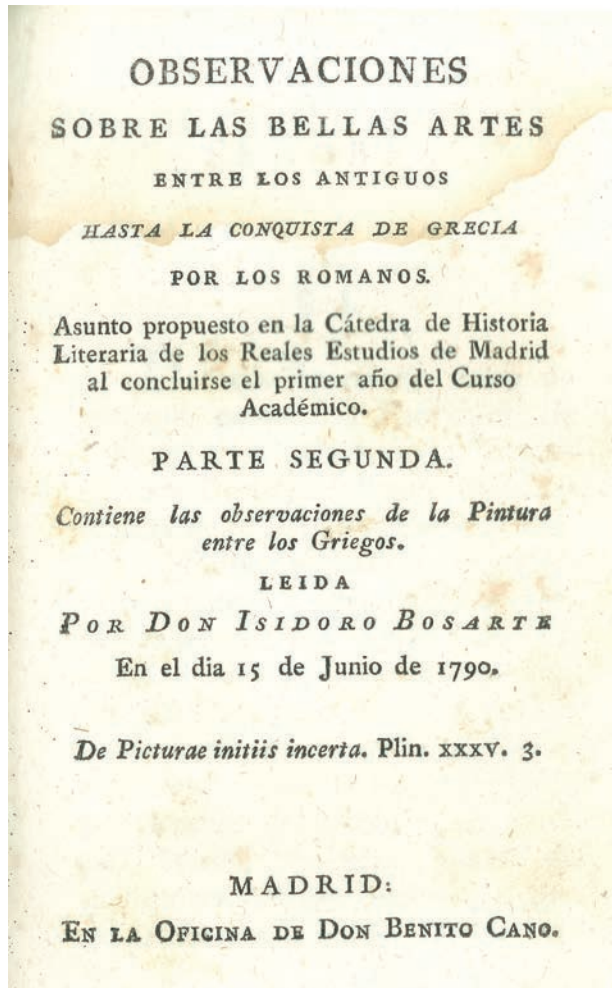 OBSERVACIONES
SOBRE LAS BELLAS ARTES
ENTRE LOS ANTIGUOS
HASTA LA CONQUISTA DE GRECIA
POR LOS ROMANOS.
Asunto propuesto en la Cátedra de Historia
Literaria de los Reales Estudios de Madrid
al concluirse el primer año del Curso
Académico.
PARTE SEGUNDA.
Contiene las observaciones de la Pintura
entre los Griegos.
LEIDA
POR DON ISIDORO BOSARTE
En el dia 15 de Junio de 1790.
De Picturae initiis incerta. Plin. XXXV. 3.
MADRID:
EN LA OFICINA DE DON BENITO CANO.